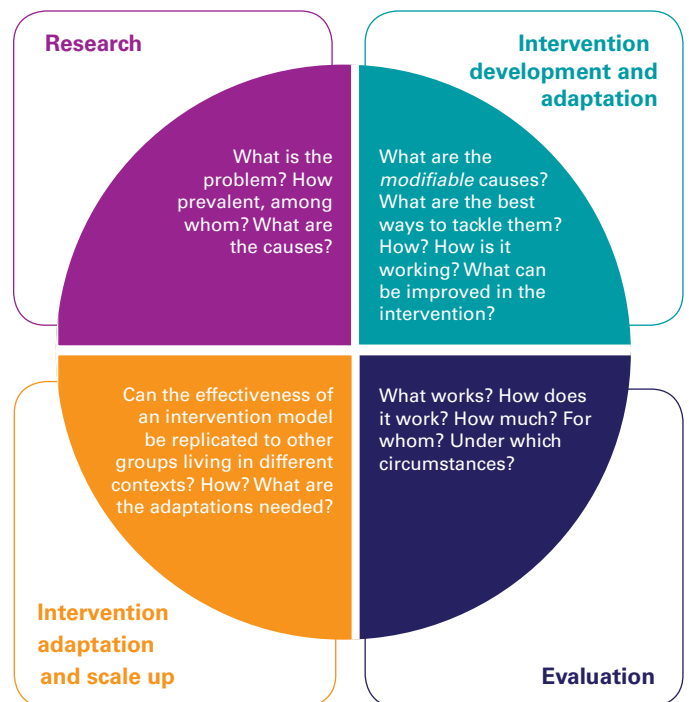 Research
What is the
problem? How
prevalent, among
whom? What are
the causes?
Intervention
development and
adaptation
What are the
modifiable causes?
What are the best
ways to tackle them?
How? How is it
working? What can
be improved in the
intervention?
Can the effectiveness of
an intervention model
be replicated to other
groups living in different
contexts? How? What are
the adaptations needed?
Intervention
adaptation
and scale up
What works? How does
it work? How much? For
whom? Under which
circumstances?
Evaluation